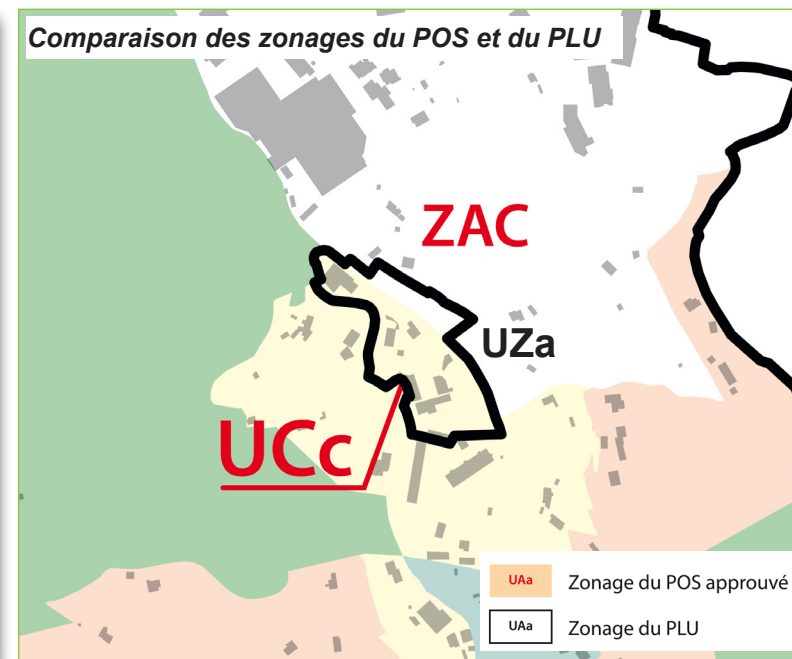 Comparaison des zonages du POS et du PLU
ZAC
UZa
UCc
UAa Zonage du POS approuvé
UAa Zonage du PLU